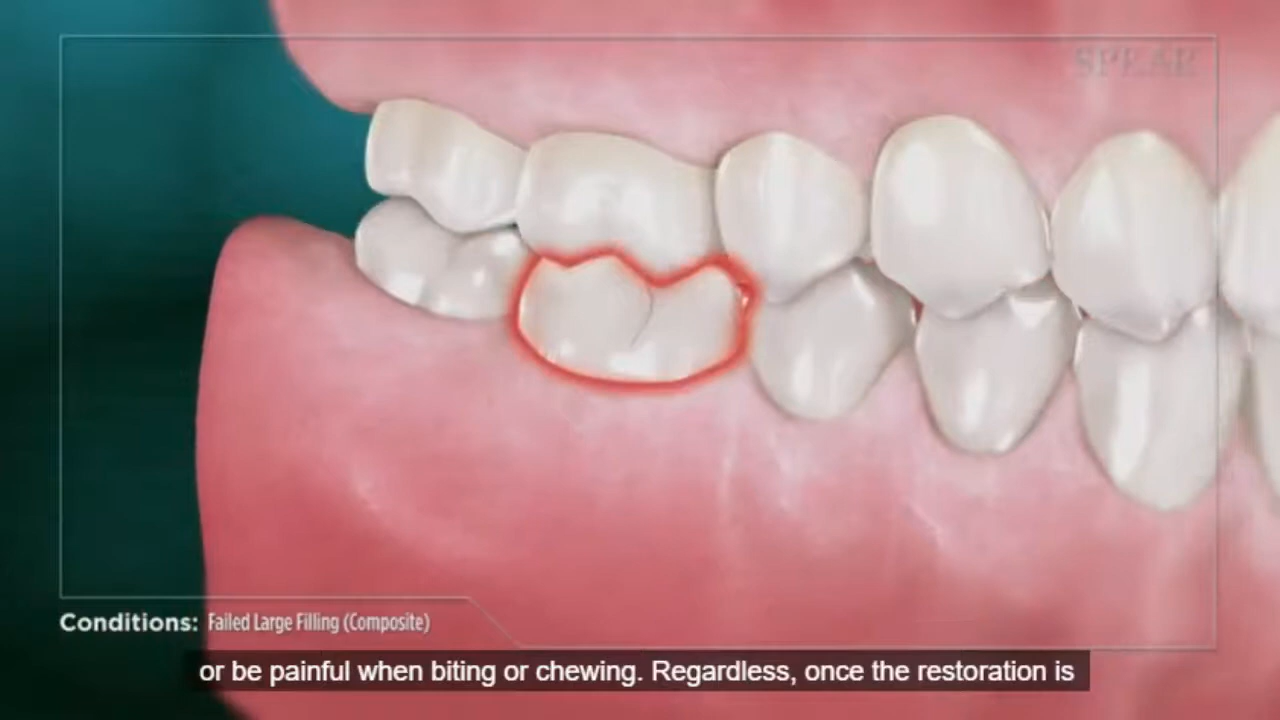 SPEAR
Conditions: Failed Large Filling (Composite)
or be painful when biting or chewing. Regardless, once the restoration is